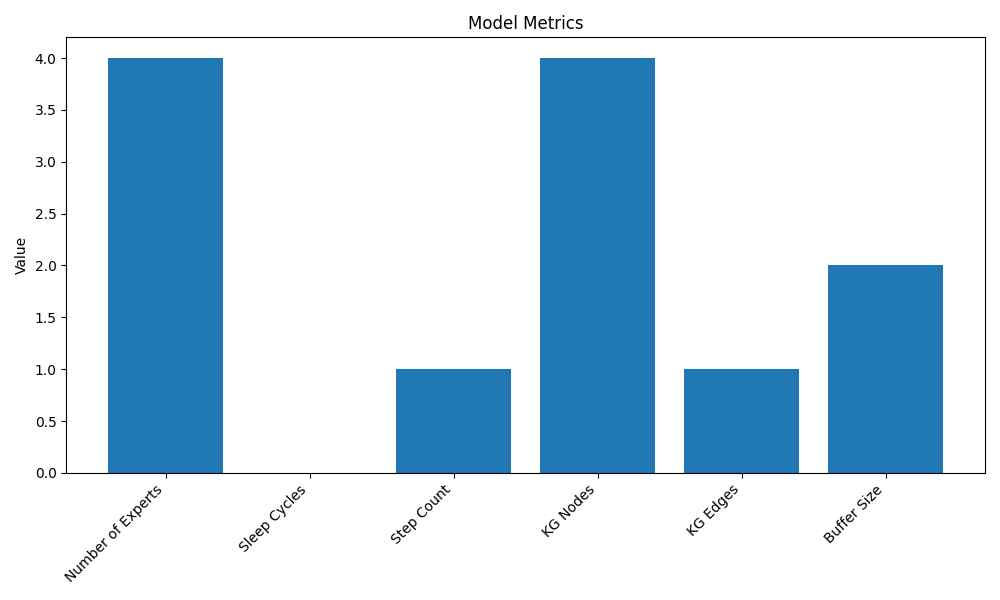 Model Metrics
Value
4.0
3.5
3.0
2.5
2.0
1.5
1.0
0.5
0.0
Number of Experts
Sleep Cycles
Step Count
KG Nodes
KG Edges
Buffer Size